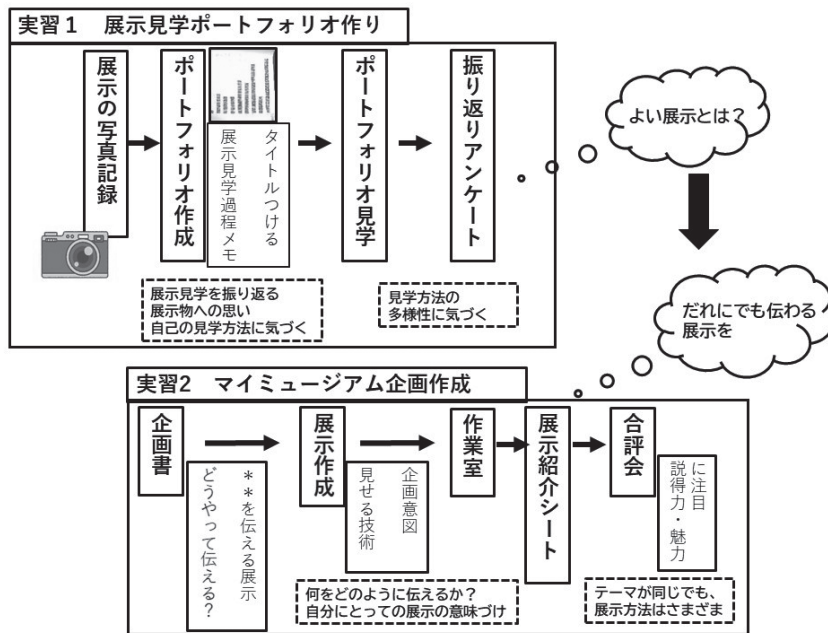 実習1 展示見学ポートフォリオ作り
展示の写真記録
ポートフォリオ作成
タイトルつける
展示見学過程メモ
ポートフォリオ見学
振り返りアンケート
展示見学を振り返る
展示物への思い
自己の見学方法に気づく
見学方法の
多様性に気づく
よい展示とは?
だれにでも伝わる
展示を
実習2 マイミュージアム企画作成
企画書
**を伝える展示
どうやって伝える?
展示作成
企画意図
見せる技術
作業室
展示紹介シート
合評会
に注目
説得力・魅力
何をどのように伝えるか?
自分にとっての展示の意味づけ
テーマが同じでも、
展示方法はさまざま